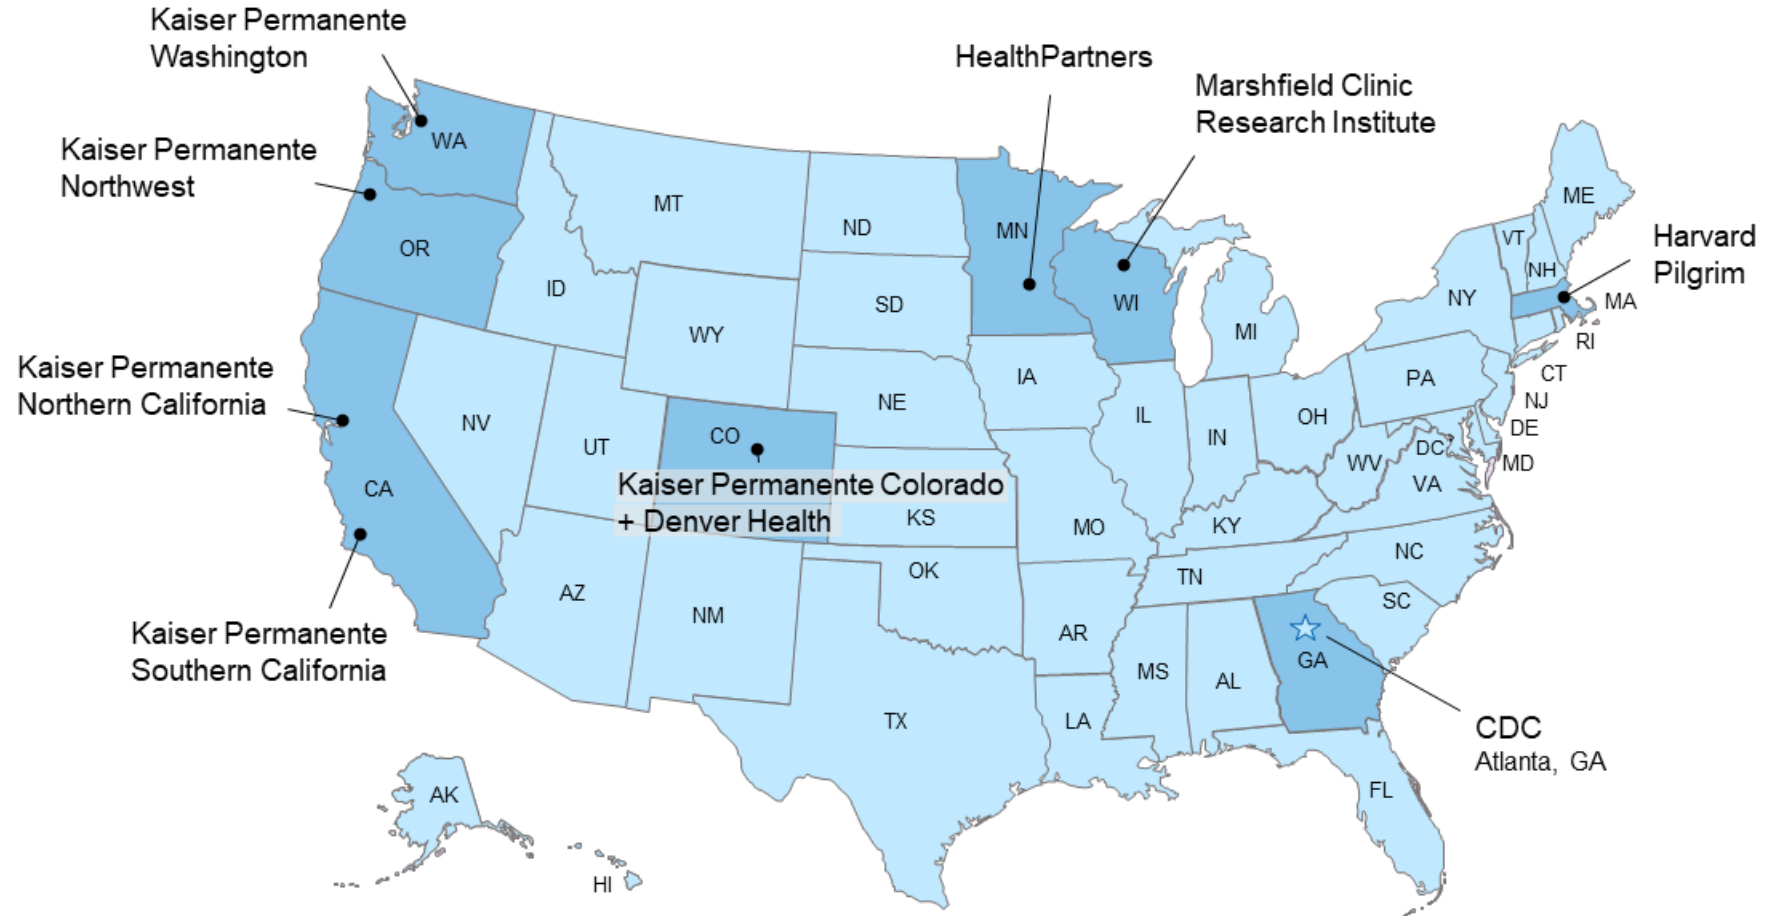 Kaiser Permanente
Washington
HealthPartners
Marshfield Clinic
Research Institute
Kaiser Permanente
Northwest
WA
MT
ND
MN
ME
VT
NH
Harvard
Pilgrim
OR
ID
SD
WI
NY
MA
WY
MI
RI
Kaiser Permanente
Northern California
IA
PA
CT
NV
NE
IL
OH
NJ
UT
CO
IN
DE
CA
Kaiser Permanente Colorado
+ Denver Health
KS
WV
DC
MD
VA
MO
KY
OK
NC
AZ
TN
NM
SC
AR
Kaiser Permanente
Southern California
MS
AL
GA
TX
LA
CDC
Atlanta, GA
AK
FL
HI